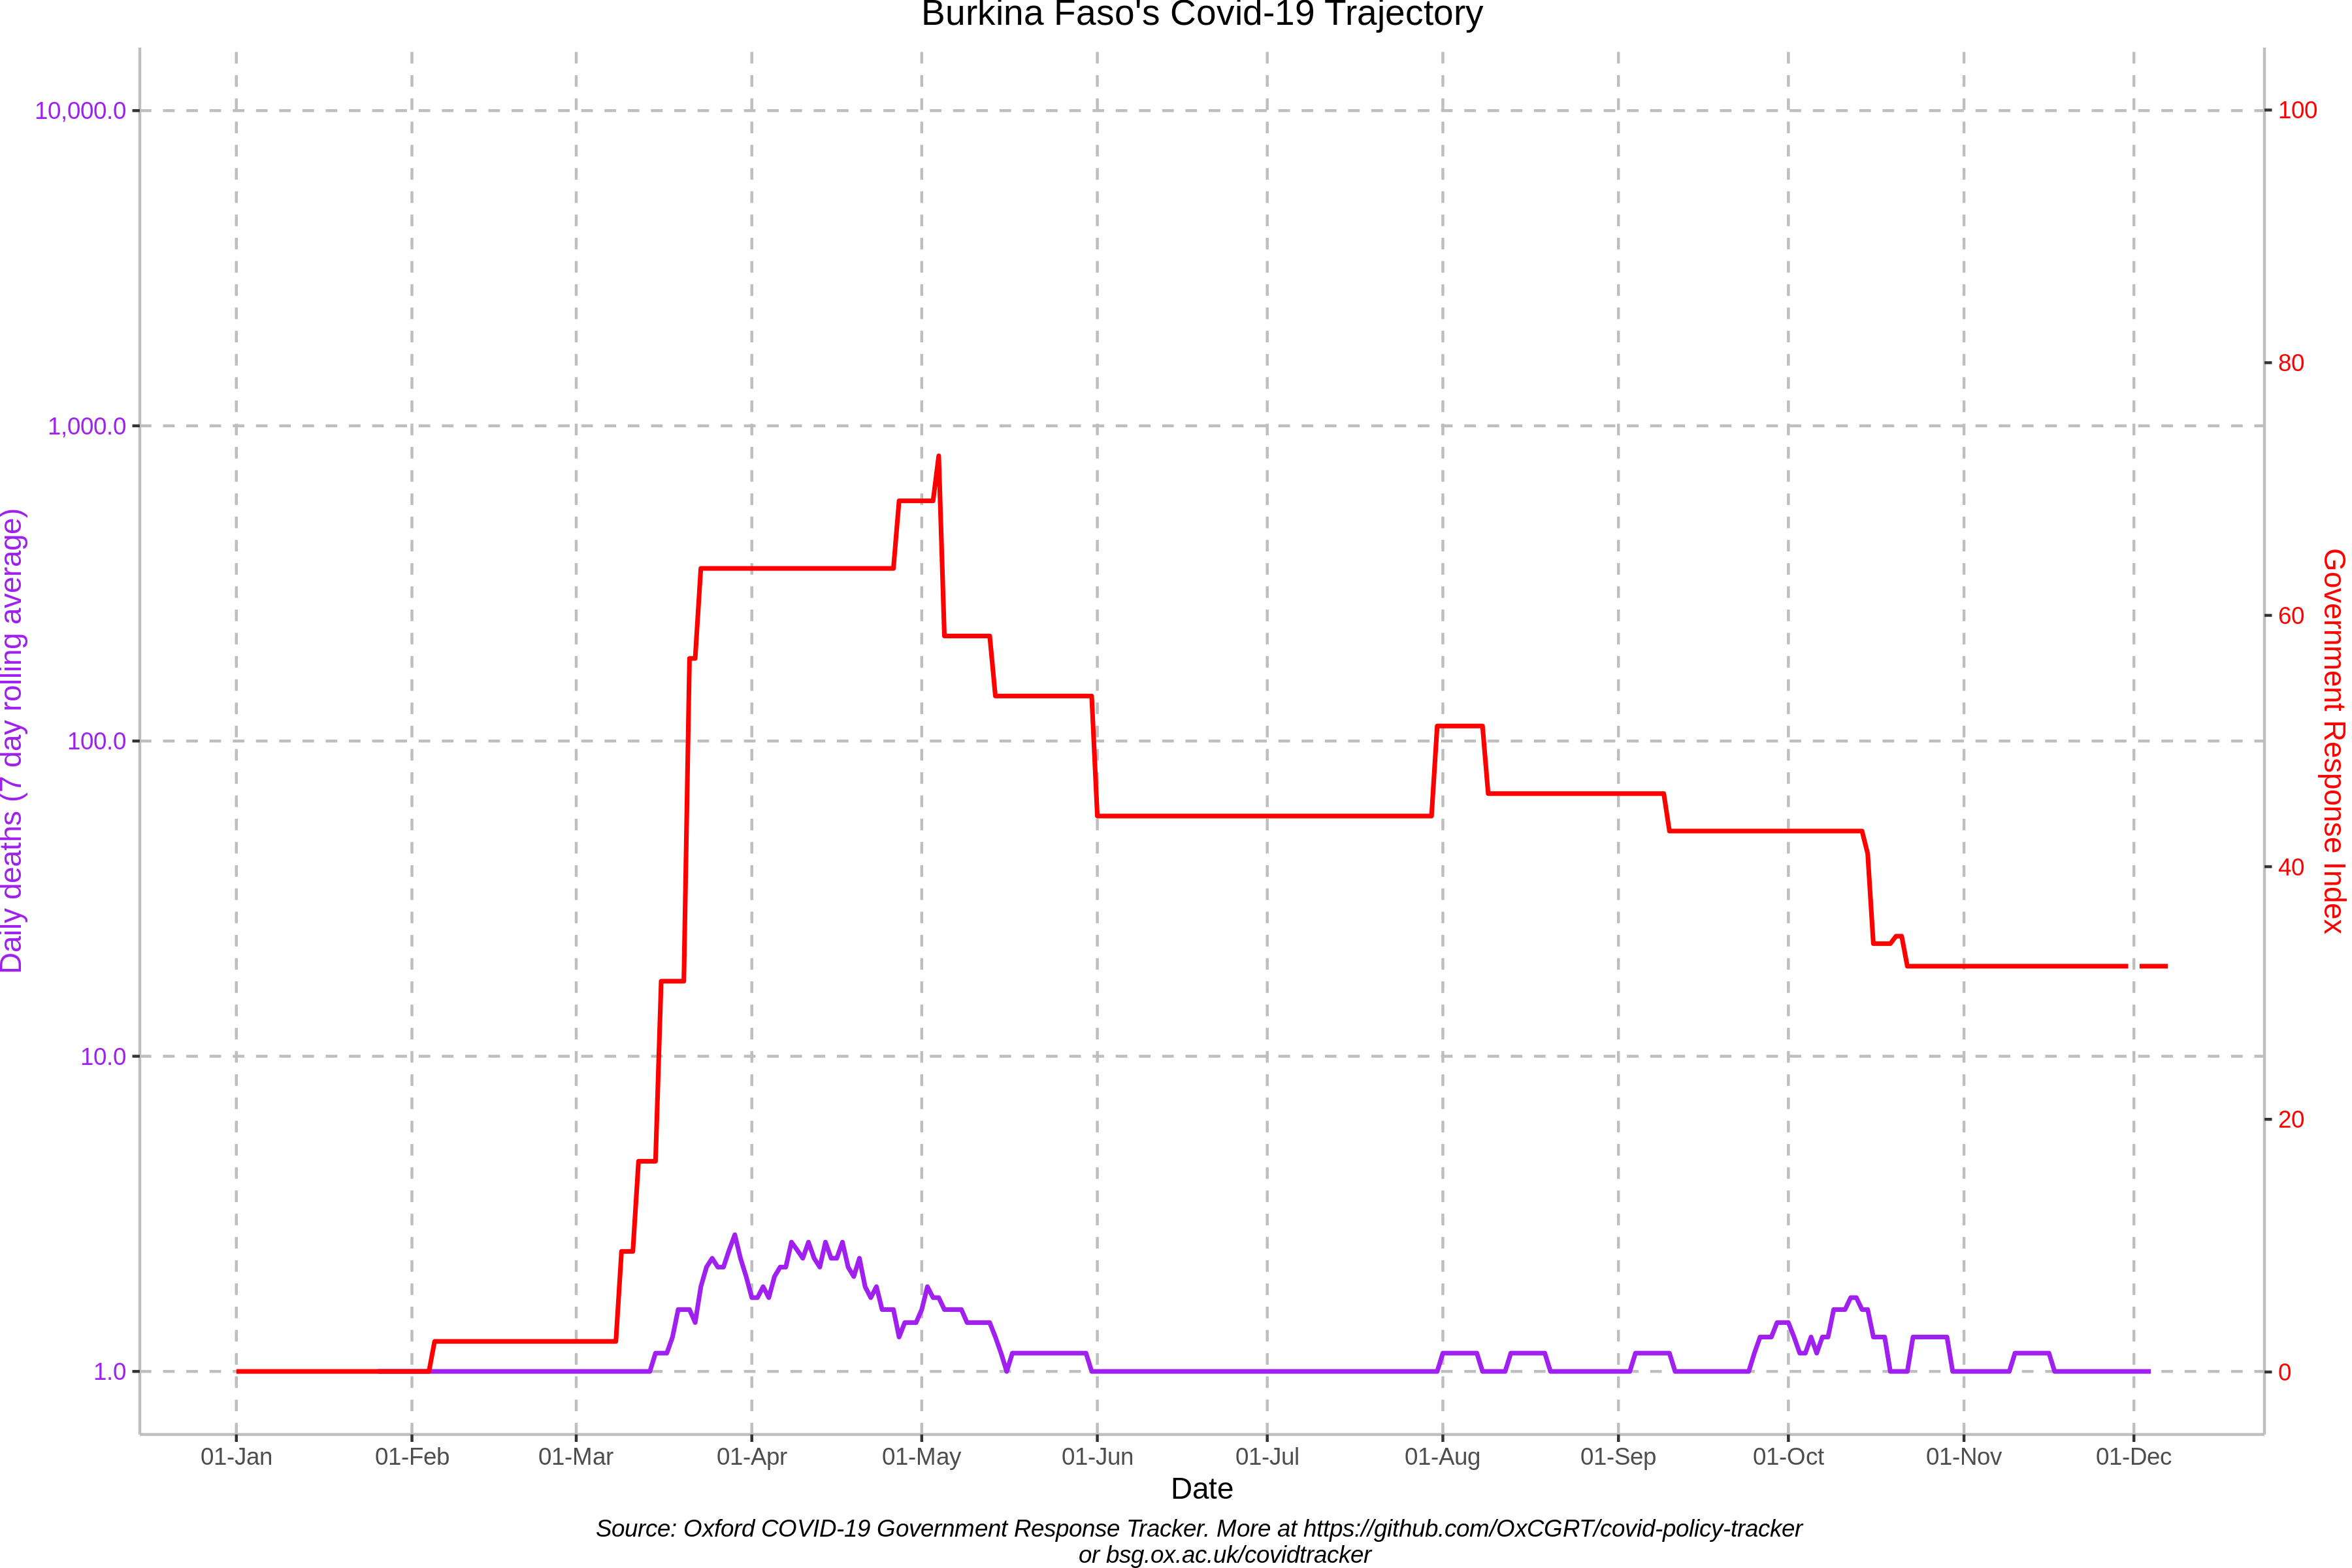 Burkina Faso's Covid-19 Trajectory
10,000.0
1,000.0
100.0
10.0
1.0
Daily deaths (7 day rolling average)
100
80
60
40
20
0
Government Response Index
01-Jan
01-Feb
01-Mar
01-Apr
01-May
01-Jun
01-Jul
01-Aug
01-Sep
01-Oct
01-Nov
01-Dec
Date
Source: Oxford COVID-19 Government Response Tracker. More at https://github.com/OxCGRT/covid-policy-tracker
or bsg.ox.ac.uk/covidtracker